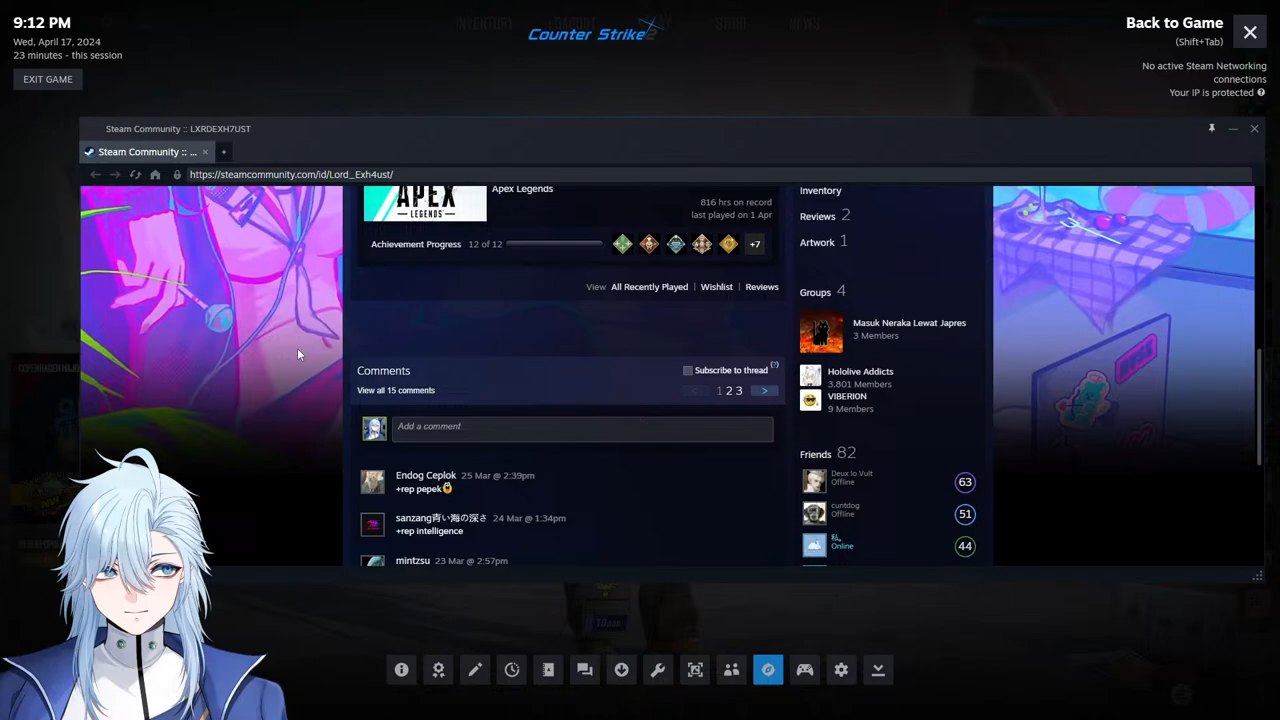 9:12 PM
Wed, April 17, 2024
23 minutes - this session
EXIT GAME
INVENTORY
NEWS
Counter Strike 2
Back to Game
(Shift+Tab)
No active Steam Networking
connections
Your IP is protected
Steam Community :: LXRDEXH7UST
Steam Community :: ...
https://steamcommunity.com/id/Lord_Exh4ust/
APEX
LEGENDS
Apex Legends
816 hrs on record
last played on 1 Apr
Achievement Progress 12 of 12
+7
View All Recently Played | Wishlist | Reviews
Comments
Subscribe to thread (?)
View all 15 comments
< 1 2 3 >
Add a comment
Endog Ceplok 25 Mar @ 2:39pm
+rep pepek
sanzang青い海の深さ 24 Mar @ 1:34pm
+rep intelligence
mintzsu 23 Mar @ 2:57pm
Inventory
Reviews 2
Artwork 1
Groups 4
Masuk Neraka Lewat Japres
3 Members
Hololive Addicts
3.801 Members
VIBERION
9 Members
Friends 82
Deux lo Vult
Offline
63
cuntdog
Offline
51
私。
Online
44